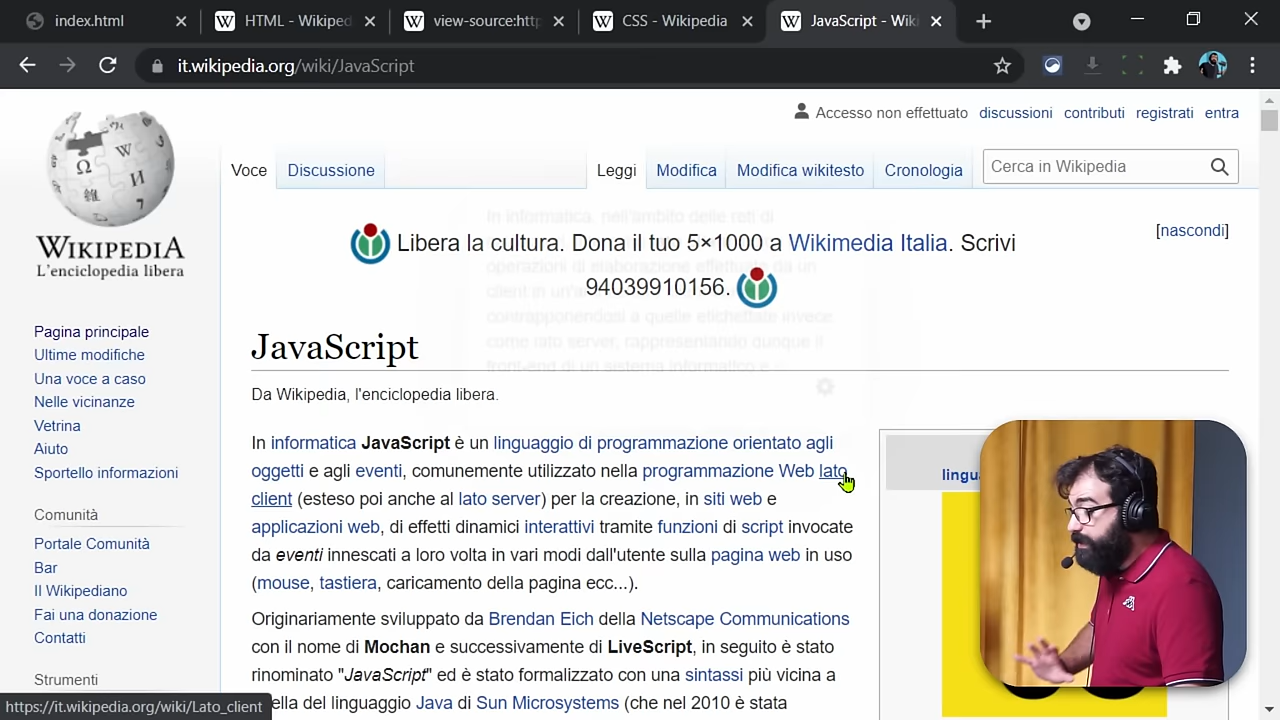 index.html
HTML - Wikiped
view-source:http
CSS - Wikipedia
JavaScript - Wiki
it.wikipedia.org/wiki/JavaScript
Accesso non effettuato discussioni contributi registrati entra
Voce Discussione Leggi Modifica Modifica wikitesto Cronologia Cerca in Wikipedia
WIKIPEDIA
L'enciclopedia libera
Libera la cultura. Dona il tuo 5×1000 a Wikimedia Italia. Scrivi
94039910156.
[nascondi]
In informatica, nell'ambito delle reti di
operazioni di elaborazione effettuate da un
client in un'a
contrapponendosi a quelle etichettate invece
come lato server, rappresentando dunque il
front-end di un sistema informatico e
Pagina principale
Ultime modifiche
Una voce a caso
Nelle vicinanze
Vetrina
Aiuto
Sportello informazioni
Comunità
Portale Comunità
Bar
Il Wikipediano
Fai una donazione
Contatti
Strumenti
JavaScript
Da Wikipedia, l'enciclopedia libera.
In informatica JavaScript è un linguaggio di programmazione orientato agli
oggetti e agli eventi, comunemente utilizzato nella programmazione Web lato
client (esteso poi anche al lato server) per la creazione, in siti web e
applicazioni web, di effetti dinamici interattivi tramite funzioni di script invocate
da eventi innescati a loro volta in vari modi dall'utente sulla pagina web in uso
(mouse, tastiera, caricamento della pagina ecc...).
Originariamente sviluppato da Brendan Eich della Netscape Communications
con il nome di Mochan e successivamente di LiveScript, in seguito è stato
rinominato "JavaScript" ed è stato formalizzato con una sintassi più vicina a
ella del linguaggio Java di Sun Microsystems (che nel 2010 è stata
lingu
https://it.wikipedia.org/wiki/Lato_client